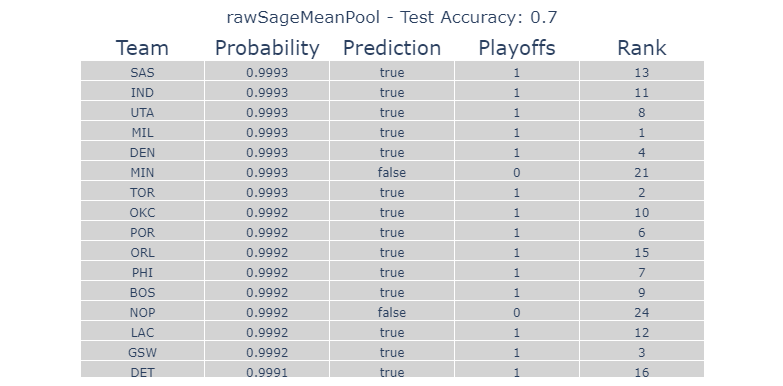 rawSageMeanPool - Test Accuracy: 0.7
Team Probability Prediction Playoffs Rank
SAS 0.9993 true 1 13
IND 0.9993 true 1 11
UTA 0.9993 true 1 8
MIL 0.9993 true 1 1
DEN 0.9993 true 1 4
MIN 0.9993 false 0 21
TOR 0.9993 true 1 2
OKC 0.9992 true 1 10
POR 0.9992 true 1 6
ORL 0.9992 true 1 15
PHI 0.9992 true 1 7
BOS 0.9992 true 1 9
NOP 0.9992 false 0 24
LAC 0.9992 true 1 12
GSW 0.9992 true 1 3
DET 0.9991 true 1 16